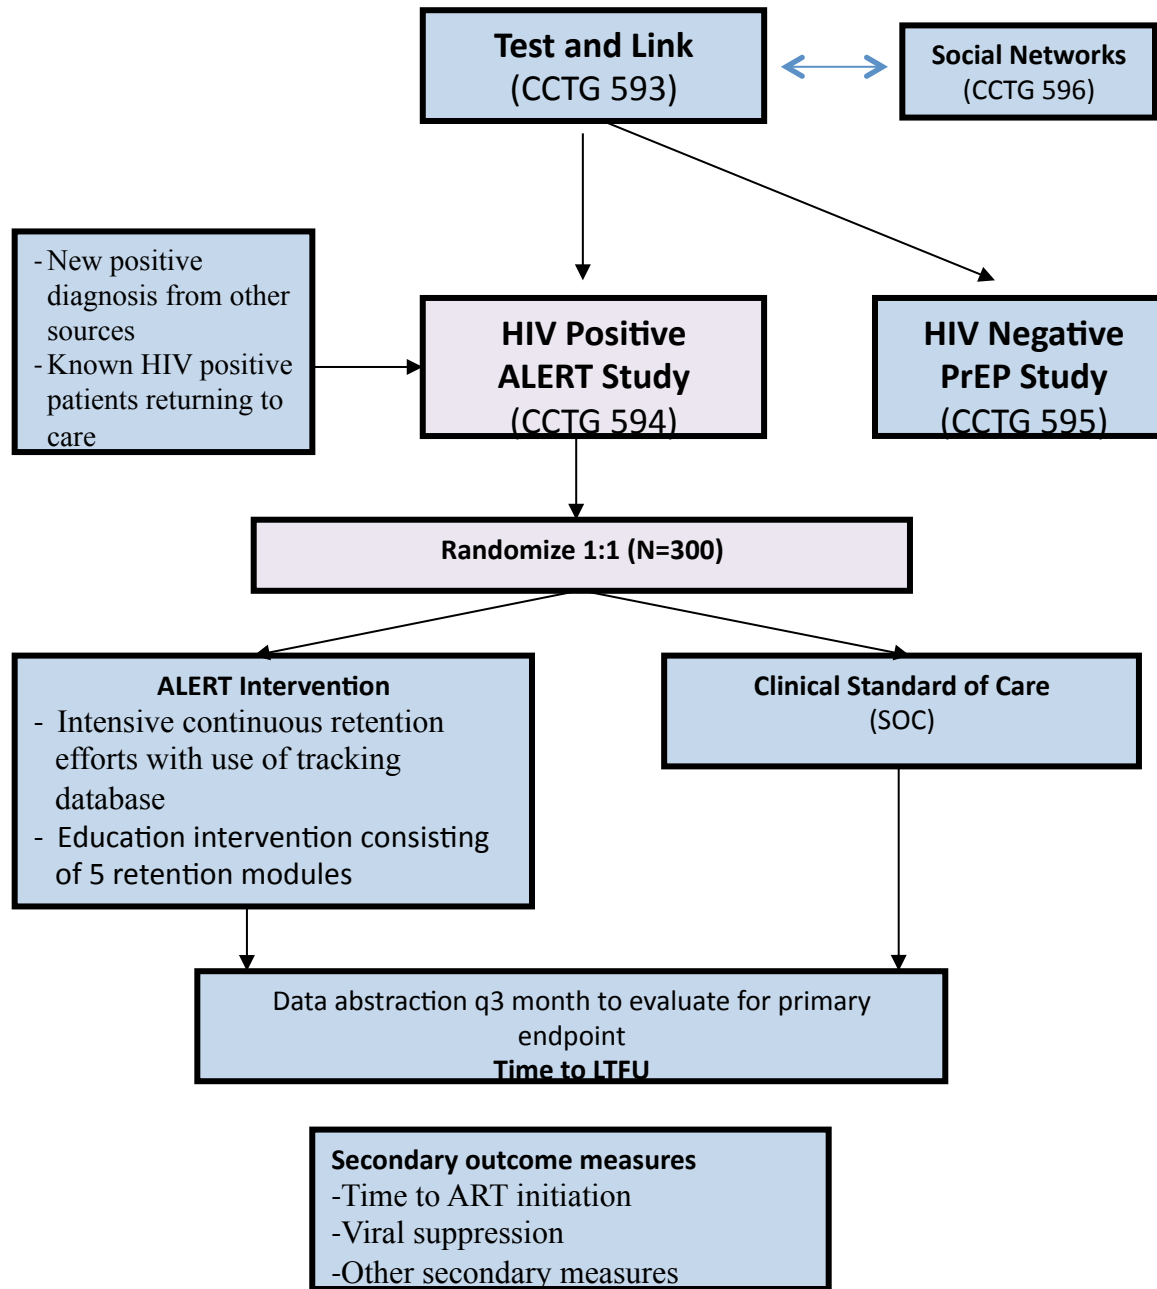 Test and Link
(CCTG 593)
Social Networks
(CCTG 596)
- New positive
diagnosis from other
sources
- Known HIV positive
patients returning to
care
HIV Positive
ALERT Study
(CCTG 594)
HIV Negative
PrEP Study
(CCTG 595)
Randomize 1:1 (N=300)
ALERT Intervention
- Intensive continuous retention
efforts with use of tracking
database
- Education intervention consisting
of 5 retention modules
Clinical Standard of Care
(SOC)
Data abstraction q3 month to evaluate for primary
endpoint
Time to LTFU
Secondary outcome measures
-Time to ART initiation
-Viral suppression
-Other secondary measures